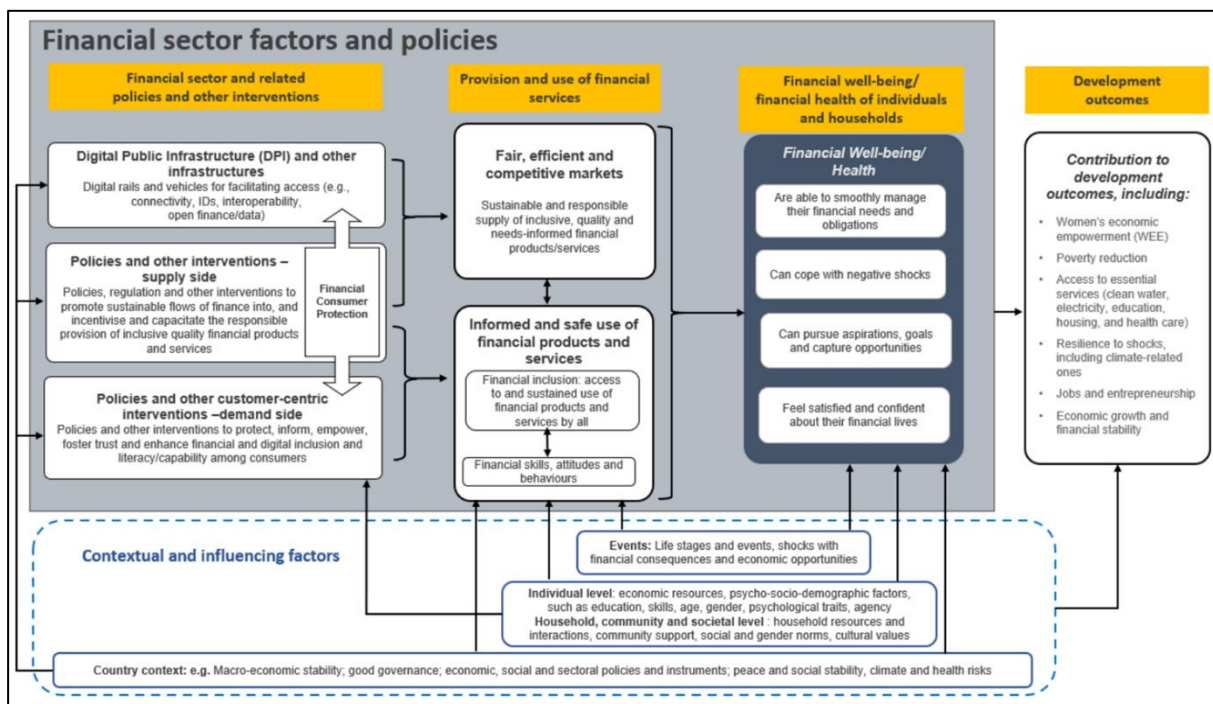 Financial sector factors and policies
Financial sector and related
policies and other interventions
Provision and use of financial
services
Financial well-being/
financial health of individuals
and households
Development
outcomes
Digital Public Infrastructure (DPI) and other
infrastructures
Digital rails and vehicles for facilitating access (e.g.,
connectivity, IDs, interoperability,
open finance/data)
Policies and other interventions –
supply side
Policies, regulation and other interventions to
promote sustainable flows of finance into, and
incentivise and capacitate the responsible
provision of inclusive quality financial products
and services
Financial
Consumer
Protection
Policies and other customer-centric
interventions –demand side
Policies and other interventions to protect, inform, empower,
foster trust and enhance financial and digital inclusion and
literacy/capability among consumers
Fair, efficient and
competitive markets
Sustainable and responsible
supply of inclusive, quality and
needs-informed financial
products/services
Informed and safe use of
financial products and
services
Financial inclusion: access
to and sustained use of
financial products and
services by all
Financial skills, attitudes and
behaviours
Financial Well-being/
Health
Are able to smoothly manage
their financial needs and
obligations
Can cope with negative shocks
Can pursue aspirations, goals
and capture opportunities
Feel satisfied and confident
about their financial lives
Contribution to
development
outcomes, including:
• Women's economic
empowerment (WEE)
• Poverty reduction
• Access to essential
services (clean water,
electricity, education,
housing, and health care)
• Resilience to shocks,
including climate-related
ones
• Jobs and entrepreneurship
• Economic growth and
financial stability
Contextual and influencing factors
Events: Life stages and events, shocks with
financial consequences and economic opportunities
Individual level: economic resources, psycho-socio-demographic factors,
such as education, skills, age, gender, psychological traits, agency
Household, community and societal level : household resources and
interactions, community support, social and gender norms, cultural values
Country context: e.g. Macro-economic stability; good governance; economic, social and sectoral policies and instruments; peace and social stability, climate and health risks